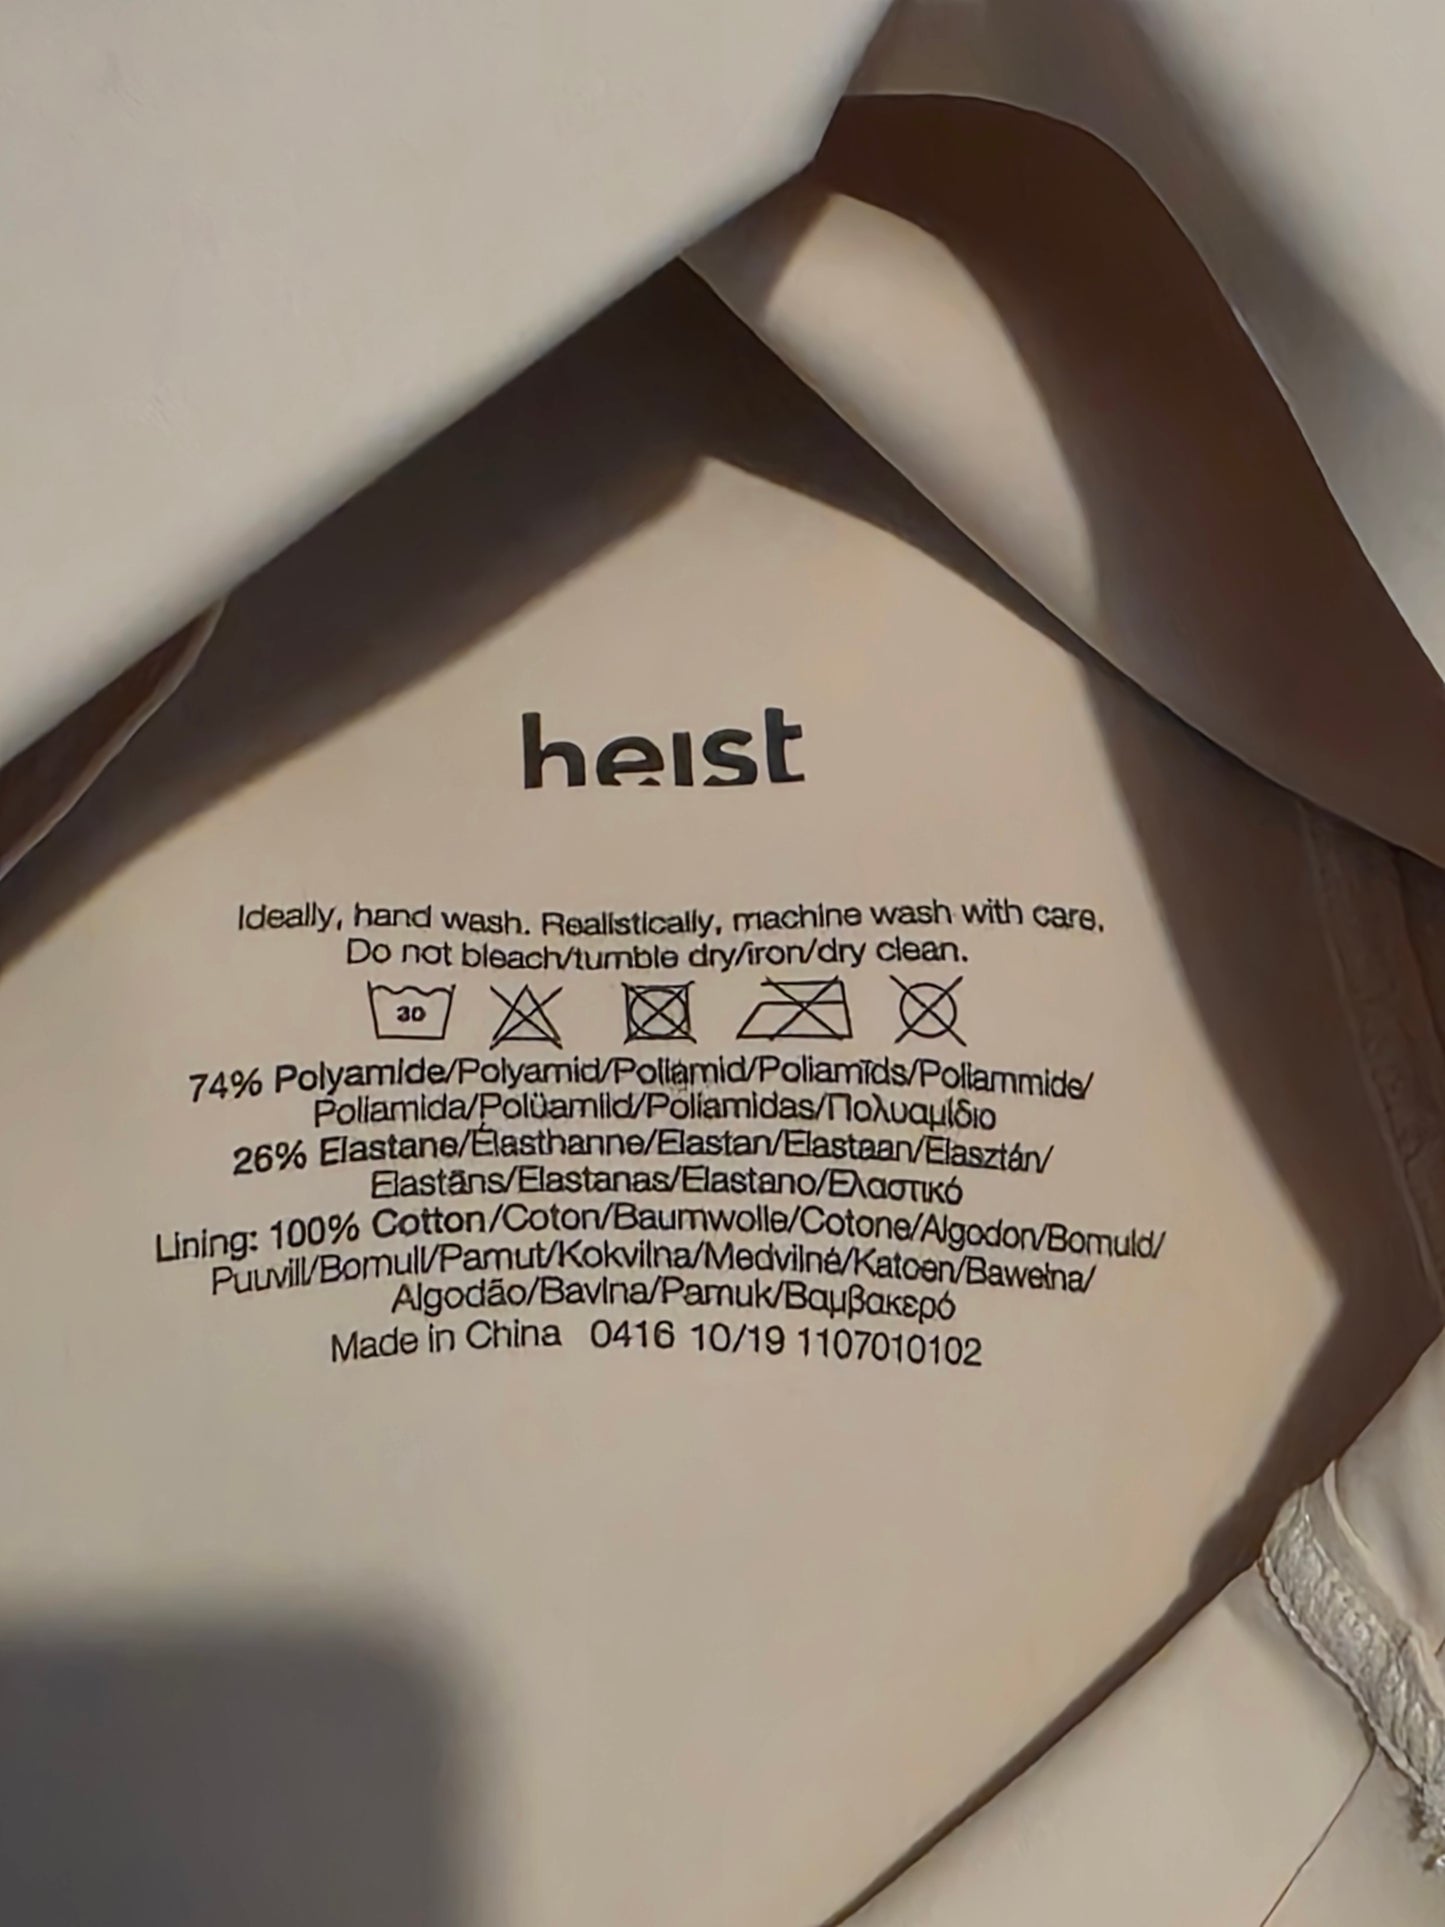 heist
Ideally, hand wash. Realistically, machine wash with care.
Do not bleach/tumble dry/iron/dry clean.
30
74% Polyamide/Polyamid/Poliamid/Poliamīds/Poliammide/
Poliamida/Polüamiid/Poliamidas/Πολυαμίδιο
26% Elastane/Élasthanne/Elastan/Elastaan/Elasztán/
Elastāns/Elastanas/Elastano/Ελαστικό
Lining: 100% Cotton/Coton/Baumwolle/Cotone/Algodon/Bomuld/
Puuvill/Bomull/Pamut/Kokvilna/Medvilné/Katoen/Bawełna/
Algodão/Bavlna/Pamuk/Βαμβακερό
Made in China 0416 10/19 1107010102